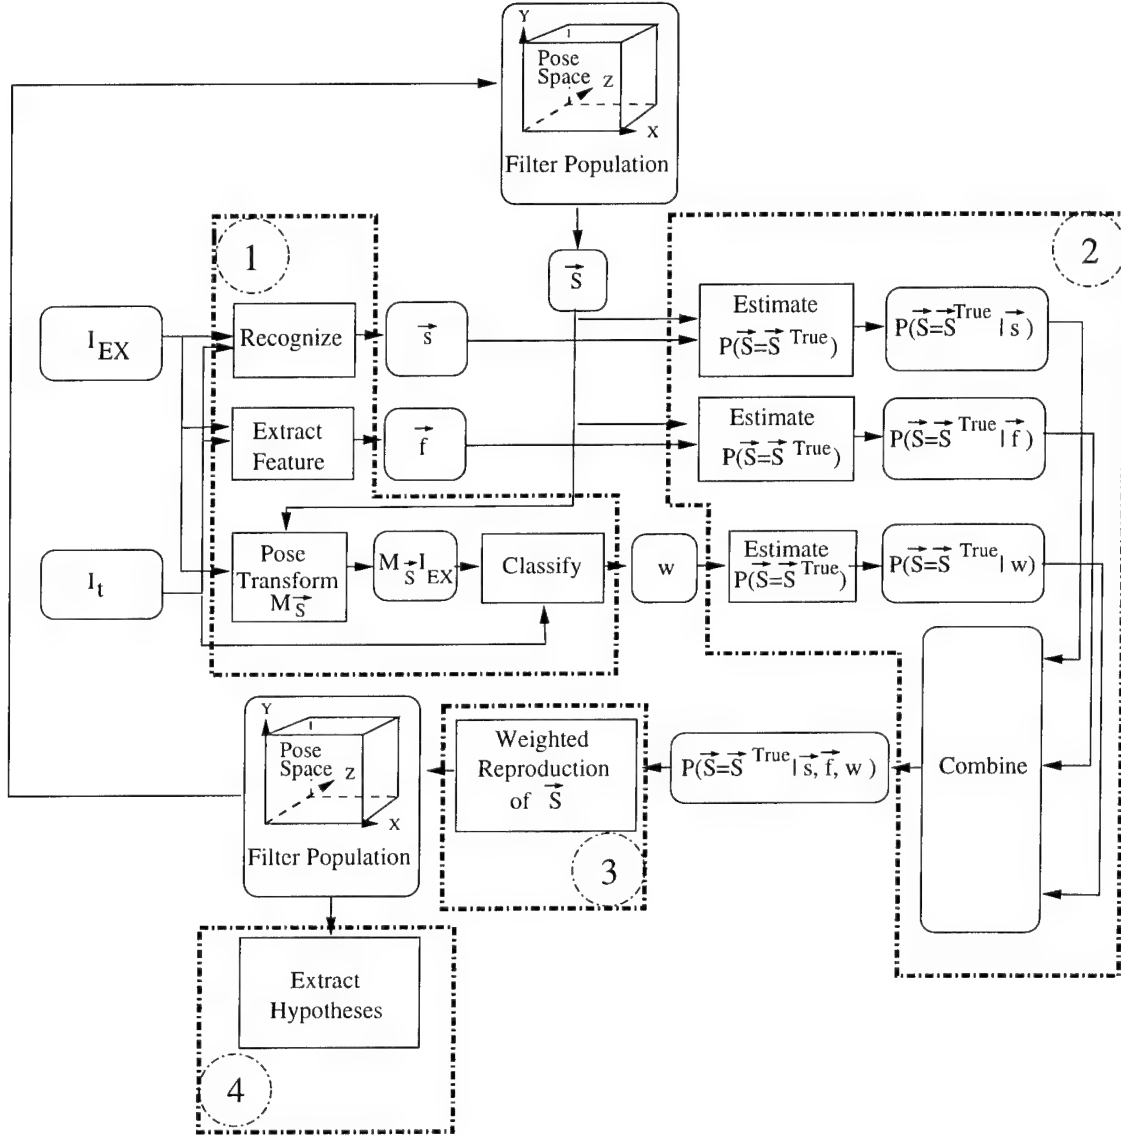 Y
Pose
Space
Z
X
Filter Population
1
2
S⃗
I_EX
Recognize
s⃗
Estimate
P(S⃗=S⃗^True)
P(S⃗=S⃗^True | s⃗)
Extract
Feature
f⃗
Estimate
P(S⃗=S⃗^True)
P(S⃗=S⃗^True | f⃗)
I_t
Pose
Transform
M_S⃗
M_S⃗ I_EX
Classify
w
Estimate
P(S⃗=S⃗^True)
P(S⃗=S⃗^True | w)
Y
Pose
Space
Z
X
Filter Population
Weighted
Reproduction
of S⃗
3
P(S⃗=S⃗^True | s⃗, f⃗, w )
Combine
Extract
Hypotheses
4